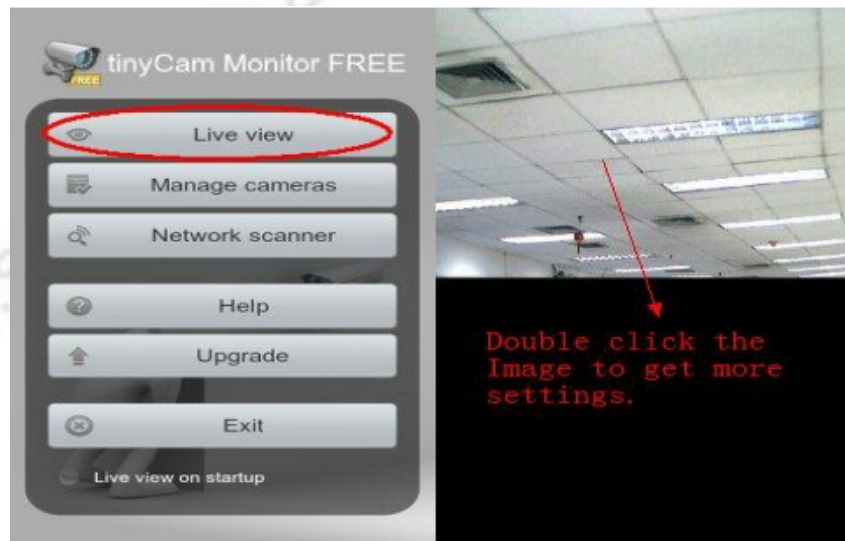 tinyCam Monitor FREE
FREE
Live view
Manage cameras
Network scanner
Help
Upgrade
Exit
Live view on startup
Double click the
Image to get more
settings.